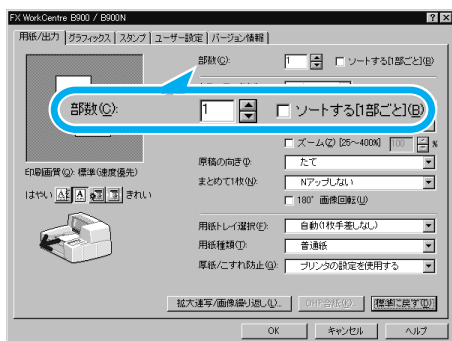 FX WorkCentre B900 / B900N
用紙/出力 グラフィックス スタンプ ユーザー設定 バージョン情報
部数(C): 1 ソートする[1部ごと](B)
部数(C): 1 ソートする[1部ごと](B)
ズーム(Z) [25～400%] 100 %
原稿の向き(I): たて
まとめて1枚(N): Nアップしない
180° 画像回転(U)
印刷画質(Q): 標準(速度優先)
はやい きれい
用紙トレイ選択(F): 自動(1枚手差しなし)
用紙種類(T): 普通紙
厚紙/こすれ防止(G): プリンタの設定を使用する
拡大連写/画像繰り返し(L)... 標準に戻す(D)
OK キャンセル ヘルプ